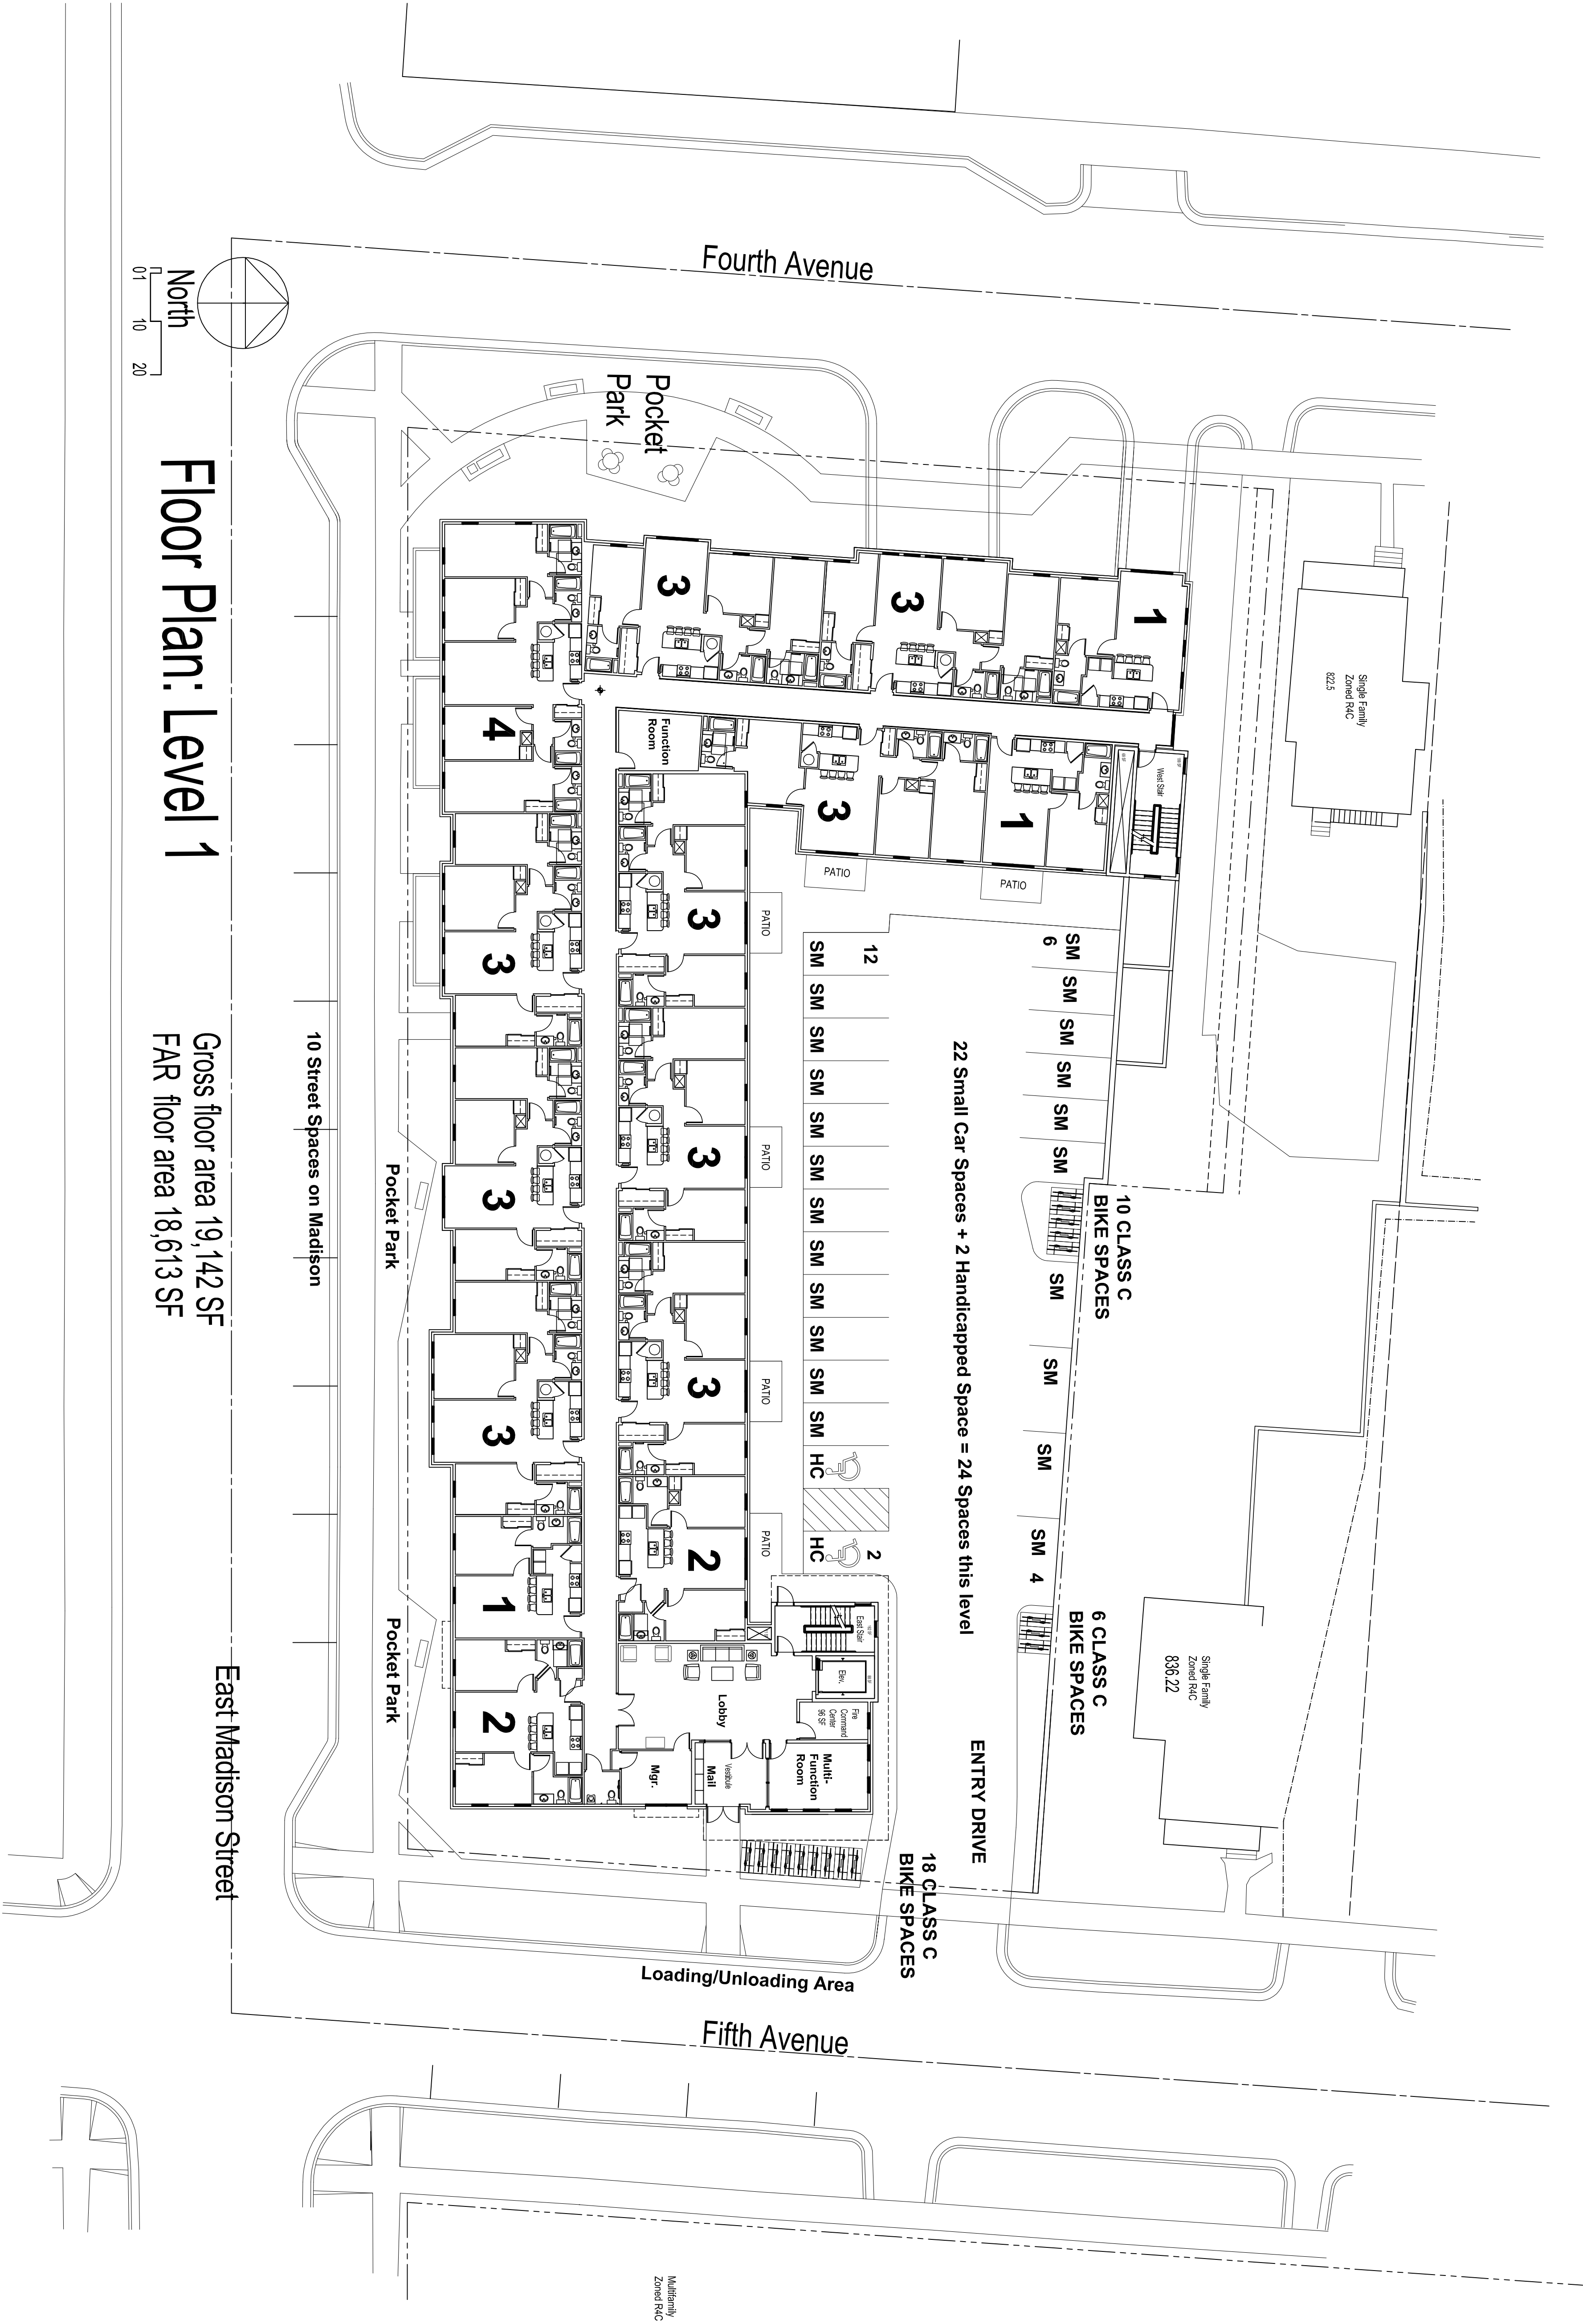 Fourth Avenue
North
01
10
20
Floor Plan: Level 1
Gross floor area 19,142 SF
FAR floor area 18,613 SF
East Madison Street
10 Street Spaces on Madison
Pocket
Park
Pocket Park
Pocket Park
3
3
1
Single Family
Zoned R4C
822.5
4
Function
Room
3
1
West Stair
PATIO
PATIO
3
3
3
1
2
3
3
3
2
PATIO
PATIO
PATIO
PATIO
12
SM
SM
SM
SM
SM
SM
SM
SM
SM
SM
SM
SM
HC
HC
2
22 Small Car Spaces + 2 Handicapped Space = 24 Spaces this level
SM
6
SM
SM
SM
SM
SM
10 CLASS C
BIKE SPACES
SM
SM
SM
SM 4
6 CLASS C
BIKE SPACES
Single Family
Zoned R4C
836.22
East Stair
Elev.
Fire
Command
Center
96 SF
Lobby
Multi-
Function
Room
Vestibule
Mail
Mgr.
ENTRY DRIVE
18 CLASS C
BIKE SPACES
Loading/Unloading Area
Fifth Avenue
Multifamily
Zoned R4C